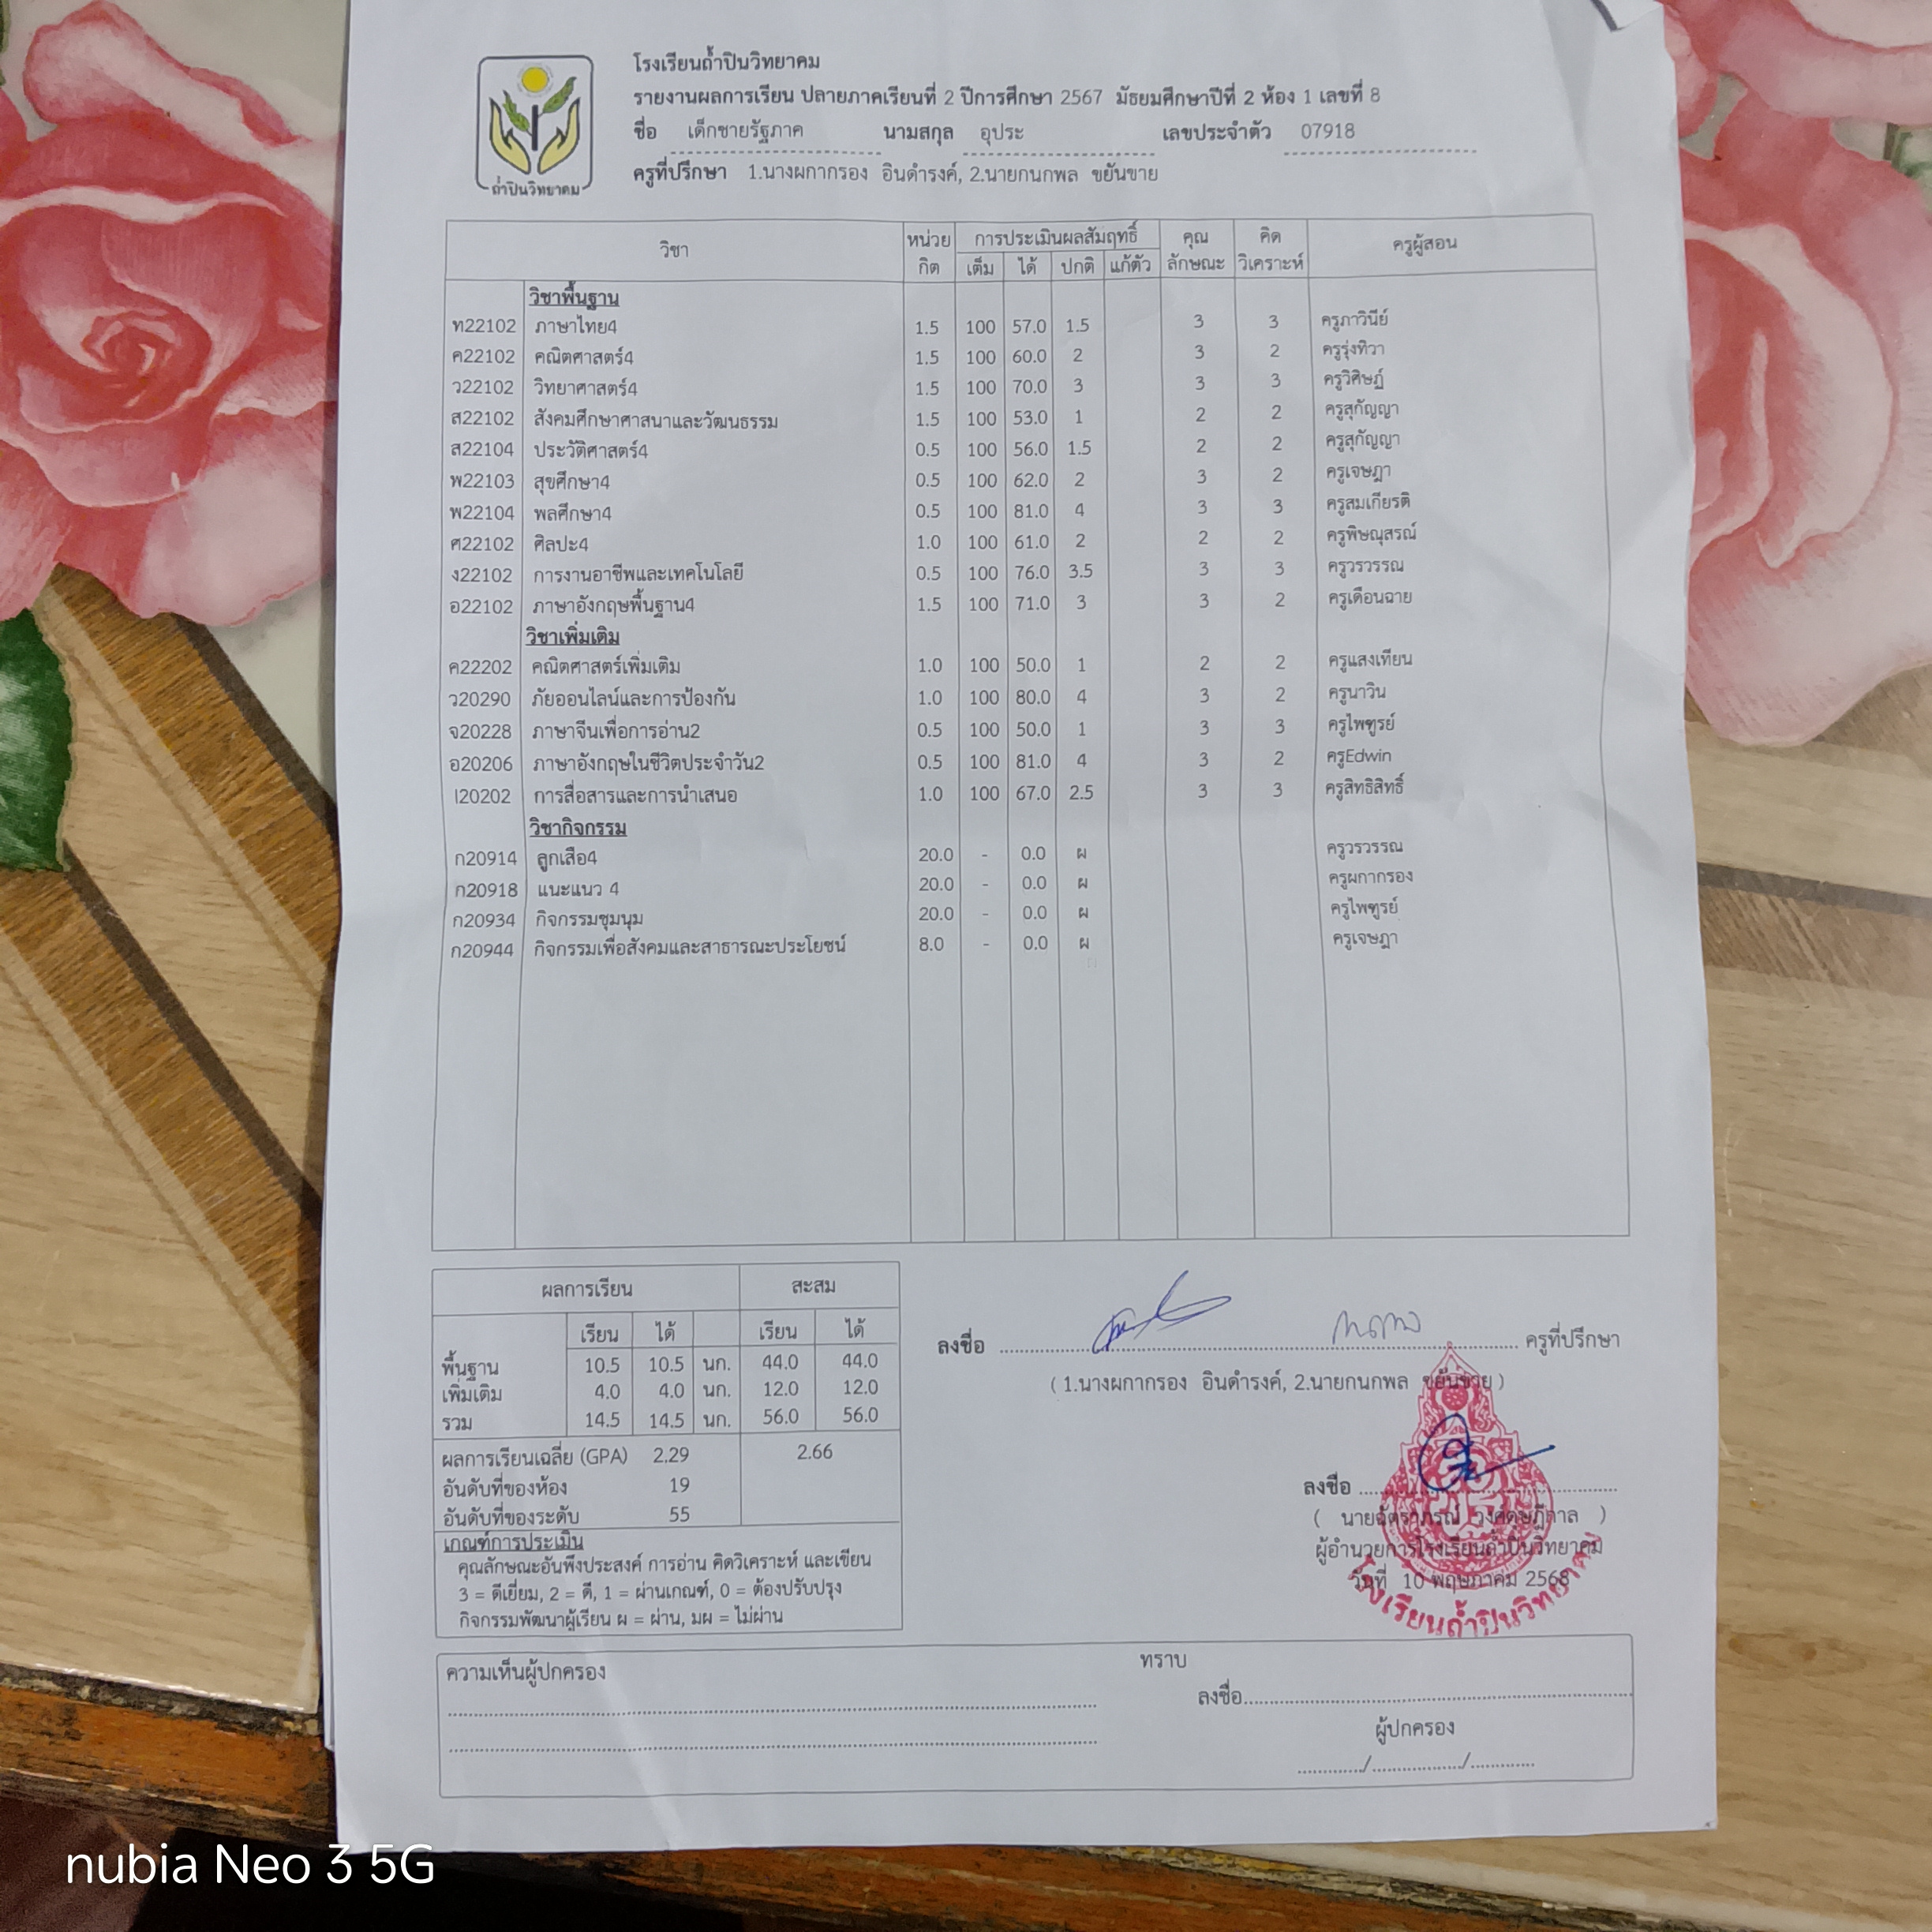 โรงเรียนถ้ำปินวิทยาคม
รายงานผลการเรียน ปลายภาคเรียนที่ 2 ปีการศึกษา 2567 มัธยมศึกษาปีที่ 2 ห้อง 1 เลขที่ 8
ชื่อ เด็กชายรัฐภาค นามสกุล อุประ เลขประจำตัว 07918
ครูที่ปรึกษา 1.นางผกากรอง อินดำรงค์, 2.นายกนกพล ขยันขาย
ถ้ำปินวิทยาคม
วิชา หน่วยกิต การประเมินผลสัมฤทธิ์ คุณลักษณะ คิดวิเคราะห์ ครูผู้สอน
เต็ม ได้ ปกติ แก้ตัว
วิชาพื้นฐาน
ท22102 ภาษาไทย4 1.5 100 57.0 1.5 3 3 ครูภาวินีย์
ค22102 คณิตศาสตร์4 1.5 100 60.0 2 3 2 ครูรุ่งทิวา
ว22102 วิทยาศาสตร์4 1.5 100 70.0 3 3 3 ครูวิศิษฏ์
ส22102 สังคมศึกษาศาสนาและวัฒนธรรม 1.5 100 53.0 1 2 2 ครูสุกัญญา
ส22104 ประวัติศาสตร์4 0.5 100 56.0 1.5 2 2 ครูสุกัญญา
พ22103 สุขศึกษา4 0.5 100 62.0 2 3 2 ครูเจษฎา
พ22104 พลศึกษา4 0.5 100 81.0 4 3 3 ครูสมเกียรติ
ศ22102 ศิลปะ4 1.0 100 61.0 2 2 2 ครูพิษณุสรณ์
ง22102 การงานอาชีพและเทคโนโลยี 0.5 100 76.0 3.5 3 3 ครูวรวรรณ
อ22102 ภาษาอังกฤษพื้นฐาน4 1.5 100 71.0 3 3 2 ครูเดือนฉาย
วิชาเพิ่มเติม
ค22202 คณิตศาสตร์เพิ่มเติม 1.0 100 50.0 1 2 2 ครูแสงเทียน
ว20290 ภัยออนไลน์และการป้องกัน 1.0 100 80.0 4 3 2 ครูนาวิน
จ20228 ภาษาจีนเพื่อการอ่าน2 0.5 100 50.0 1 3 3 ครูไพฑูรย์
อ20206 ภาษาอังกฤษในชีวิตประจำวัน2 0.5 100 81.0 4 3 2 ครูEdwin
I20202 การสื่อสารและการนำเสนอ 1.0 100 67.0 2.5 3 3 ครูสิทธิสิทธิ์
วิชากิจกรรม
ก20914 ลูกเสือ4 20.0 - 0.0 ผ ครูวรวรรณ
ก20918 แนะแนว 4 20.0 - 0.0 ผ ครูผกากรอง
ก20934 กิจกรรมชุมนุม 20.0 - 0.0 ผ ครูไพฑูรย์
ก20944 กิจกรรมเพื่อสังคมและสาธารณะประโยชน์ 8.0 - 0.0 ผ ครูเจษฎา
ผลการเรียน สะสม
เรียน ได้ เรียน ได้
พื้นฐาน 10.5 10.5 นก. 44.0 44.0
เพิ่มเติม 4.0 4.0 นก. 12.0 12.0
รวม 14.5 14.5 นก. 56.0 56.0
ผลการเรียนเฉลี่ย (GPA) 2.29 2.66
อันดับที่ของห้อง 19
อันดับที่ของระดับ 55
เกณฑ์การประเมิน
คุณลักษณะอันพึงประสงค์ การอ่าน คิดวิเคราะห์ และเขียน
3 = ดีเยี่ยม, 2 = ดี, 1 = ผ่านเกณฑ์, 0 = ต้องปรับปรุง
กิจกรรมพัฒนาผู้เรียน ผ = ผ่าน, มผ = ไม่ผ่าน
ลงชื่อ ครูที่ปรึกษา
( 1.นางผกากรอง อินดำรงค์, 2.นายกนกพล ขยันขาย )
ลงชื่อ
ผู้อำนวยการโรงเรียนถ้ำปินวิทยาคม
วันที่ 10 พฤษภาคม 2568
โรงเรียนถ้ำปินวิทยาคม
ความเห็นผู้ปกครอง
ทราบ
ลงชื่อ
ผู้ปกครอง
nubia Neo 3 5G